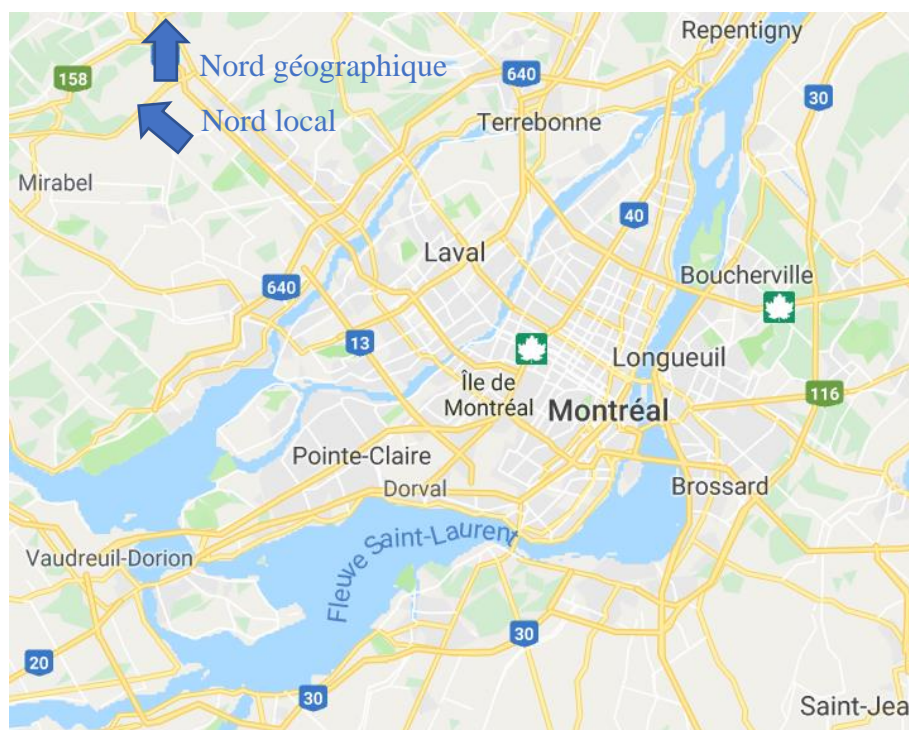 Repentigny
Nord géographique
158
640
30
Nord local
Terrebonne
Mirabel
40
Laval
Boucherville
640
13
Longueuil
Île de
Montréal
Montréal
116
Pointe-Claire
Dorval
Brossard
Fleuve Saint-Laurent
Vaudreuil-Dorion
30
20
30
Saint-Jea